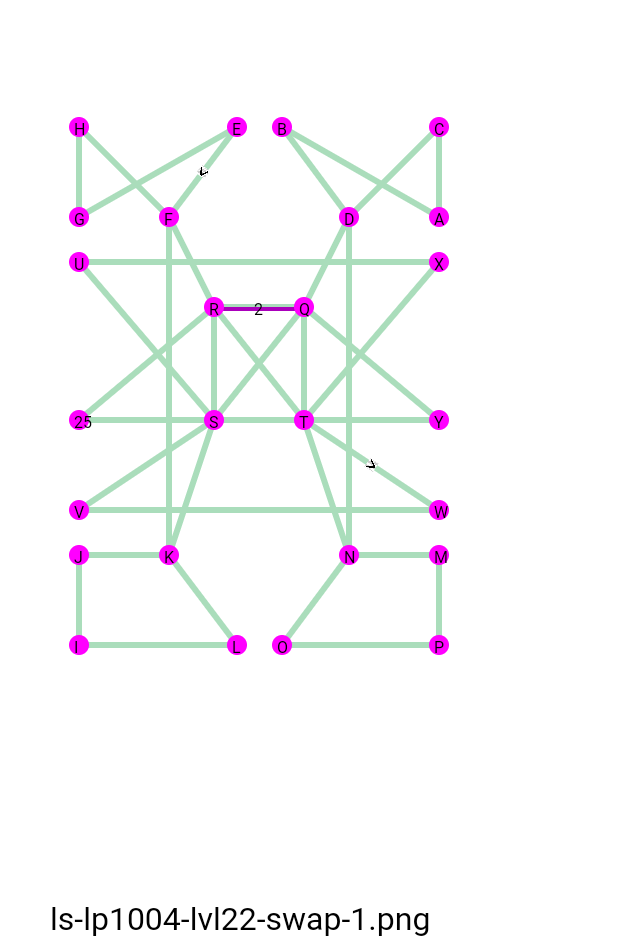 H E B C
G F D A
U X
R 2 Q
25 S T Y
V W
J K N M
I L O P
ls-lp1004-lvl22-swap-1.png